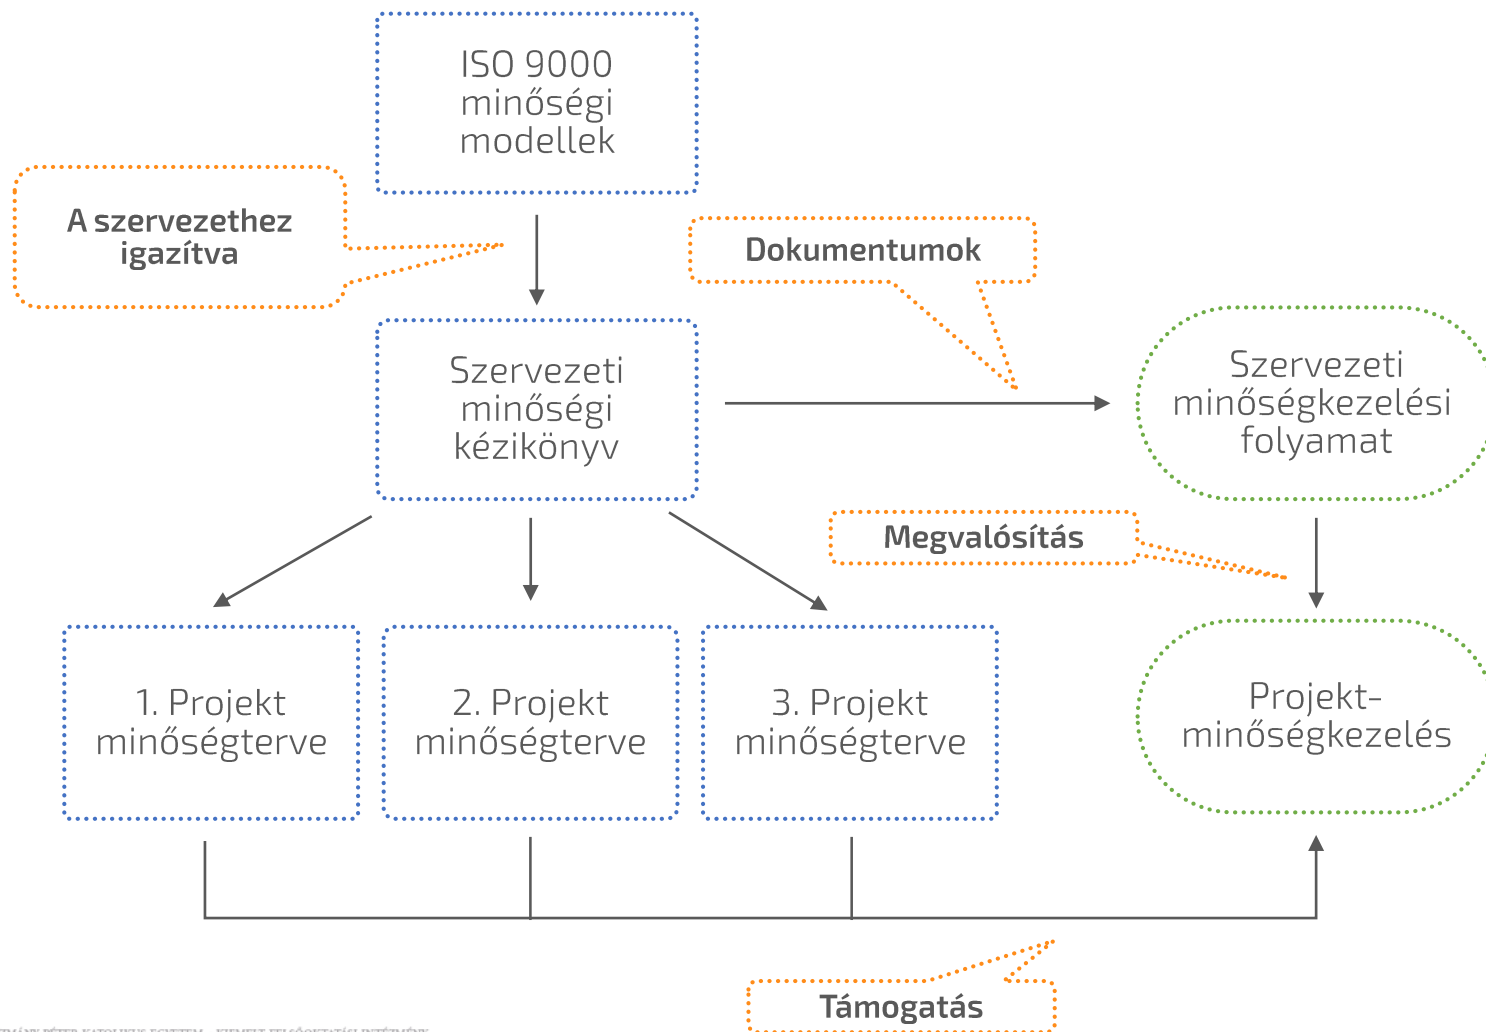 ISO 9000
minőségi
modellek
A szervezethez
igazítva
Dokumentumok
Szervezeti
minőségi
kézikönyv
Szervezeti
minőségkezelési
folyamat
Megvalósítás
1. Projekt
minőségterve
2. Projekt
minőségterve
3. Projekt
minőségterve
Projekt-
minőségkezelés
Támogatás